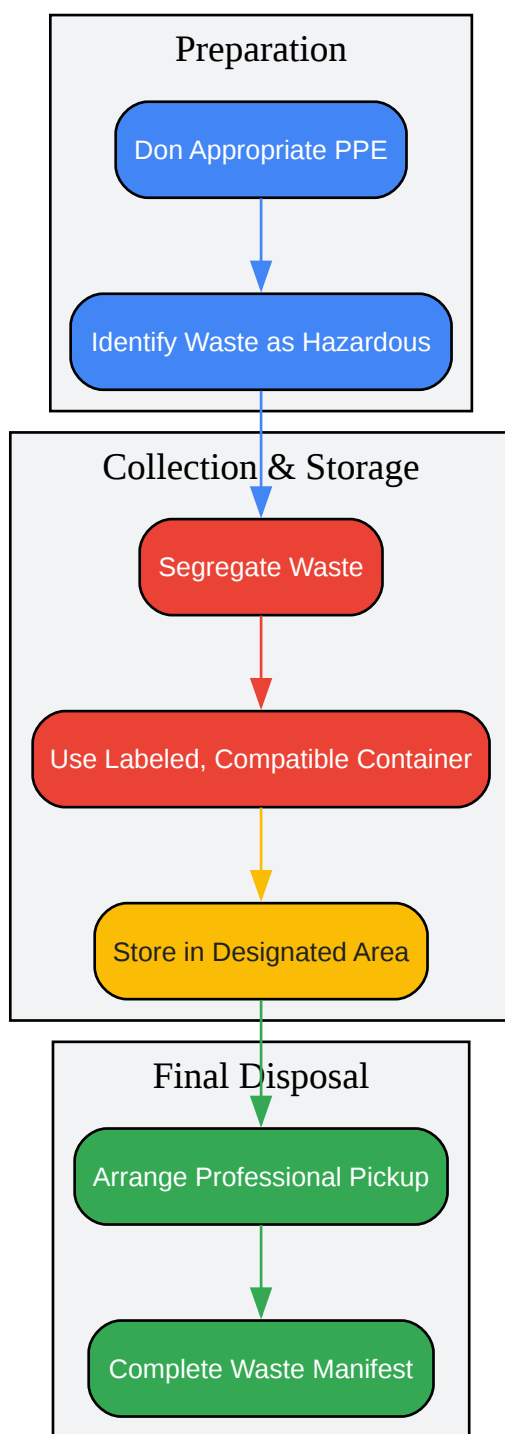 Preparation
Don Appropriate PPE
Identify Waste as Hazardous
Collection & Storage
Segregate Waste
Use Labeled, Compatible Container
Store in Designated Area
Final Disposal
Arrange Professional Pickup
Complete Waste Manifest